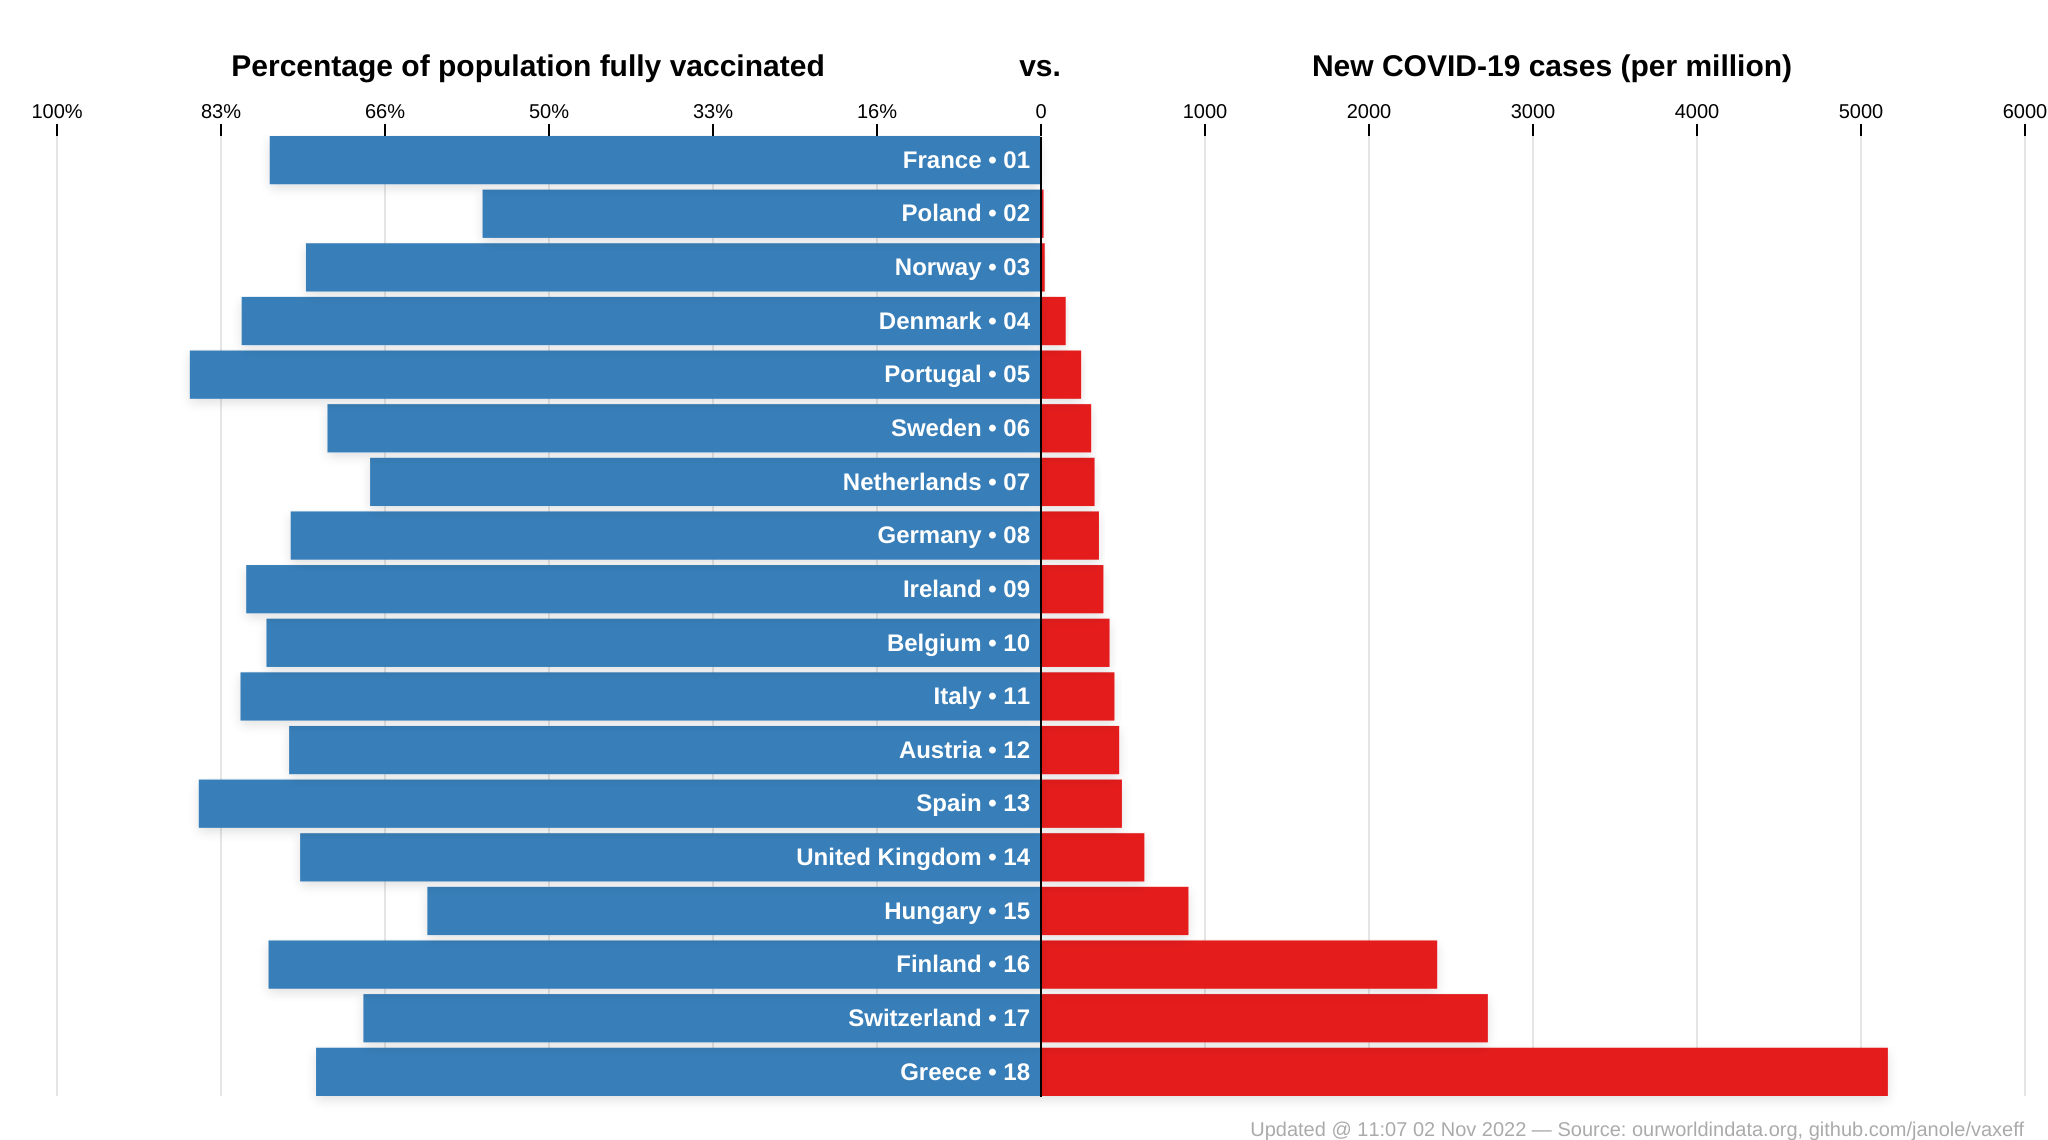 Percentage of population fully vaccinated vs. New COVID-19 cases (per million)
100% 83% 66% 50% 33% 16% 0 1000 2000 3000 4000 5000 6000
France • 01
Poland • 02
Norway • 03
Denmark • 04
Portugal • 05
Sweden • 06
Netherlands • 07
Germany • 08
Ireland • 09
Belgium • 10
Italy • 11
Austria • 12
Spain • 13
United Kingdom • 14
Hungary • 15
Finland • 16
Switzerland • 17
Greece • 18
Updated @ 11:07 02 Nov 2022 — Source: ourworldindata.org, github.com/janole/vaxeff